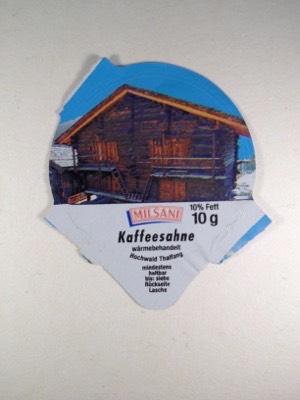 MILSANI
10% Fett
10 g
Kaffeesahne
wärmebehandelt
Hochwald Thalfang
mindestens
haltbar
bis: siehe
Rückseite
Lasche